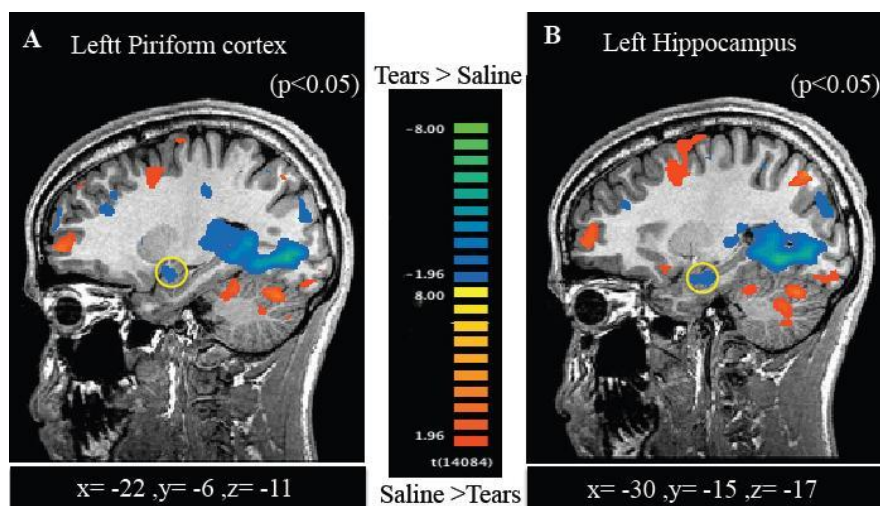 A
Leftt Piriform cortex
(p<0.05)
Tears > Saline
−8.00
−1.96
8.00
1.96
t(14084)
Saline >Tears
B
Left Hippocampus
(p<0.05)
x= -22 ,y= -6 ,z= -11
x= -30 ,y= -15 ,z= -17